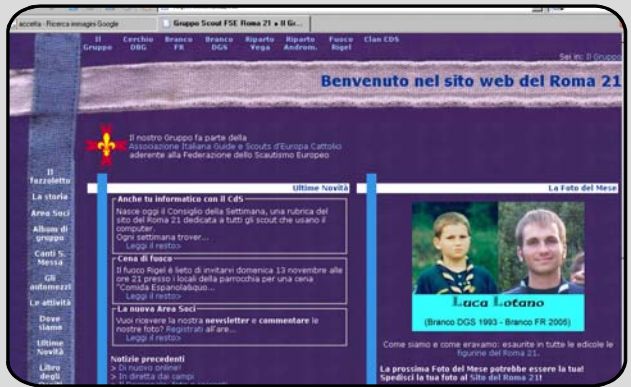 accetta - Ricerca immagini Google
Gruppo Scout FSE Roma 21 • Il Gr...
Il Gruppo
Cerchio DBG
Branco FR
Branco DGS
Riparto Vega
Riparto Androm.
Fuoco Rigel
Clan CDS
Sei in: Il Gruppo
Benvenuto nel sito web del Roma 21
Il nostro Gruppo fa parte della
Associazione Italiana Guide e Scouts d'Europa Cattolici
aderente alla Federazione dello Scautismo Europeo
Il
Fazzoletto
La storia
Area Soci
Album di
gruppo
Canti S.
Messa
Gli
automezzi
Le attività
Dove
siamo
Ultime
Novità
Libro
degli
Ultime Novità
Anche tu informatico con il CdS
Nasce oggi il Consiglio della Settimana, una rubrica del
sito del Roma 21 dedicata a tutti gli scout che usano il
computer.
Ogni settimana trover...
Leggi il resto>
Cena di fuoco
Il fuoco Rigel è lieto di invitarvi domenica 13 novembre alle
ore 21 presso i locali della parrocchia per una cena
"Comida Espanola&quo...
Leggi il resto>
La nuova Area Soci
Vuoi ricevere la nostra newsletter e commentare le
nostre foto? Registrati all'are...
Leggi il resto>
Notizie precedenti
> Di nuovo online!
> In diretta dai campi
La Foto del Mese
Luca Lotano
(Branco DGS 1993 - Branco FR 2005)
Come siamo e come eravamo: esaurite in tutte le edicole le
figurine del Roma 21.
La prossima Foto del Mese potrebbe essere la tua!
Spedisci la tua foto al Sito del Roma 21!